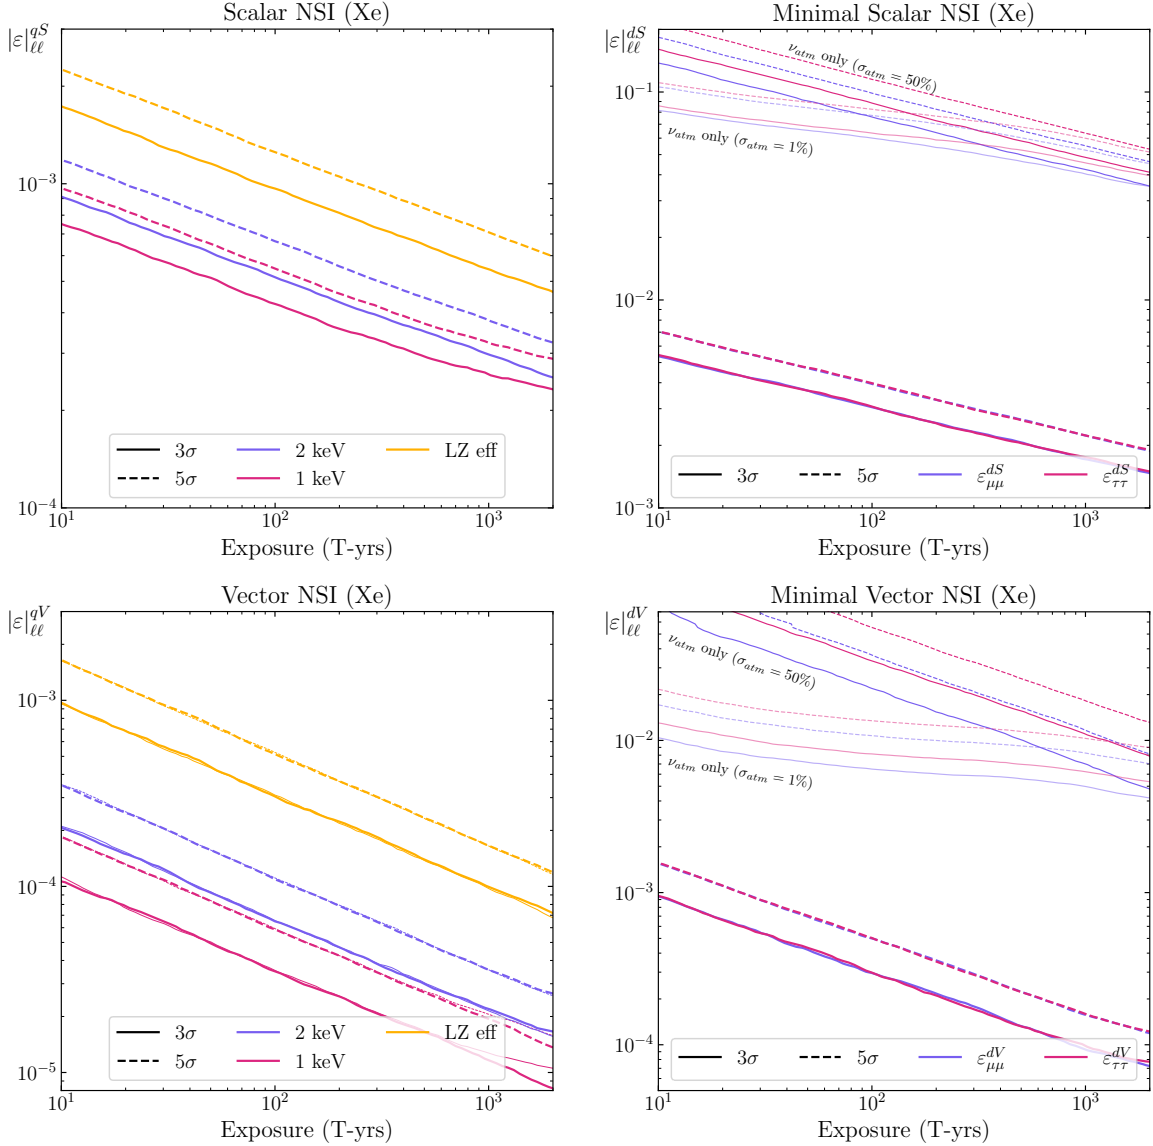 Scalar NSI (Xe)
|ε|^{qS}_{ℓℓ}
10^{-3}
10^{-4}
3σ 2 keV LZ eff
5σ 1 keV
10^1 10^2 10^3
Exposure (T-yrs)
Minimal Scalar NSI (Xe)
|ε|^{dS}_{ℓℓ}
ν_{atm} only (σ_{atm} = 50%)
10^{-1}
ν_{atm} only (σ_{atm} = 1%)
10^{-2}
3σ 5σ ε^{dS}_{μμ} ε^{dS}_{ττ}
10^{-3}
10^1 10^2 10^3
Exposure (T-yrs)
Vector NSI (Xe)
|ε|^{qV}_{ℓℓ}
10^{-3}
10^{-4}
3σ 2 keV LZ eff
5σ 1 keV
10^{-5}
10^1 10^2 10^3
Exposure (T-yrs)
Minimal Vector NSI (Xe)
|ε|^{dV}_{ℓℓ}
ν_{atm} only (σ_{atm} = 50%)
10^{-2}
ν_{atm} only (σ_{atm} = 1%)
10^{-3}
10^{-4}
3σ 5σ ε^{dV}_{μμ} ε^{dV}_{ττ}
10^1 10^2 10^3
Exposure (T-yrs)